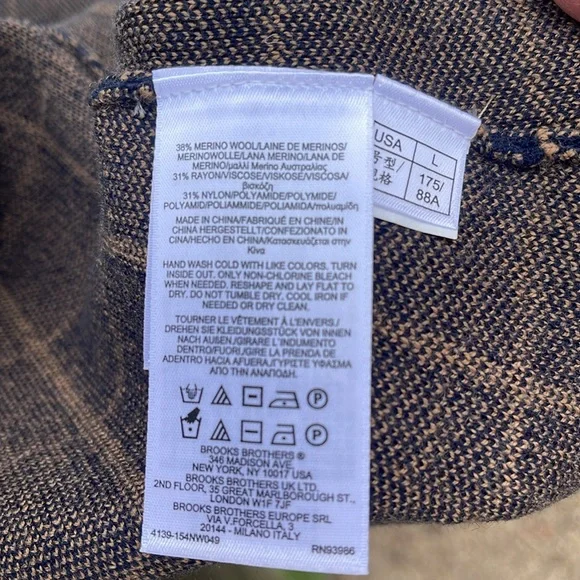 38% MERINO WOOL/LAINE DE MERINOS/
MERINOWOLLE/LANA MERINO/LANA DE
MERINO/μαλλί Merino Αυστραλίας
31% RAYON/VISCOSE/VISKOSE/VISCOSA/
βισκόζη
31% NYLON/POLYAMIDE/POLYMIDE/
POLYAMID/POLIAMMIDE/POLIAMIDA/πολυαμίδη
MADE IN CHINA/FABRIQUÉ EN CHINE/IN
CHINA HERGESTELLT/CONFEZIONATO IN
CINA/HECHO EN CHINA/Κατασκευάζεται στην
Κίνα
HAND WASH COLD WITH LIKE COLORS. TURN
INSIDE OUT. ONLY NON-CHLORINE BLEACH
WHEN NEEDED, RESHAPE AND LAY FLAT TO
DRY. DO NOT TUMBLE DRY. COOL IRON IF
NEEDED OR DRY CLEAN.
TOURNER LE VÊTEMENT À L'ENVERS/
DREHEN SIE KLEIDUNGSSTÜCK VON INNEN
NACH AUßEN/GIRARE L'INDUMENTO
DENTRO/FUORI/GIRE LA PRENDA DE
ADENTRO HACIA AFUERA/ΓΥΡΙΣΤΕ ΥΦΑΣΜΑ
ΑΠΟ ΤΗΝ ΑΝΑΠΟΔΗ.
P
P
BROOKS BROTHERS ®
346 MADISON AVE.
NEW YORK, NY 10017 USA
BROOKS BROTHERS UK LTD.
2ND FLOOR, 35 GREAT MARLBOROUGH ST.,
LONDON W1F 7JF
BROOKS BROTHERS EUROPE SRL
VIA V.FORCELLA, 3
20144 - MILANO ITALY
4139-154NW049 RN93986
USA L
号型/ 175/
规格 88A